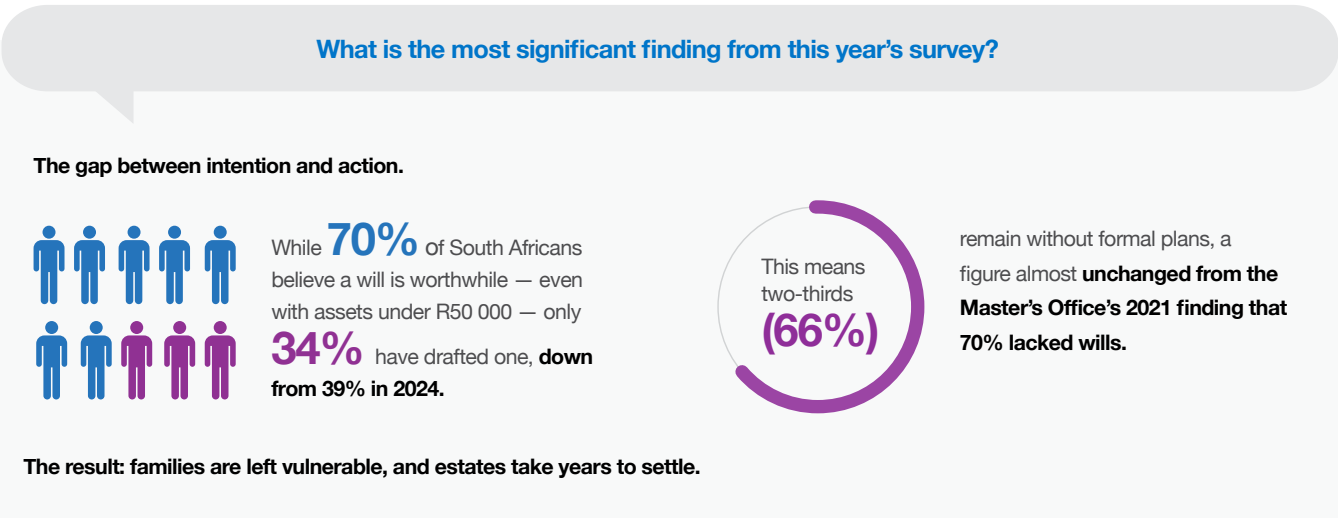 What is the most significant finding from this year's survey?
The gap between intention and action.
While 70% of South Africans
believe a will is worthwhile — even
with assets under R50 000 — only
34% have drafted one, down
from 39% in 2024.
This means
two-thirds
(66%)
remain without formal plans, a
figure almost unchanged from the
Master's Office's 2021 finding that
70% lacked wills.
The result: families are left vulnerable, and estates take years to settle.